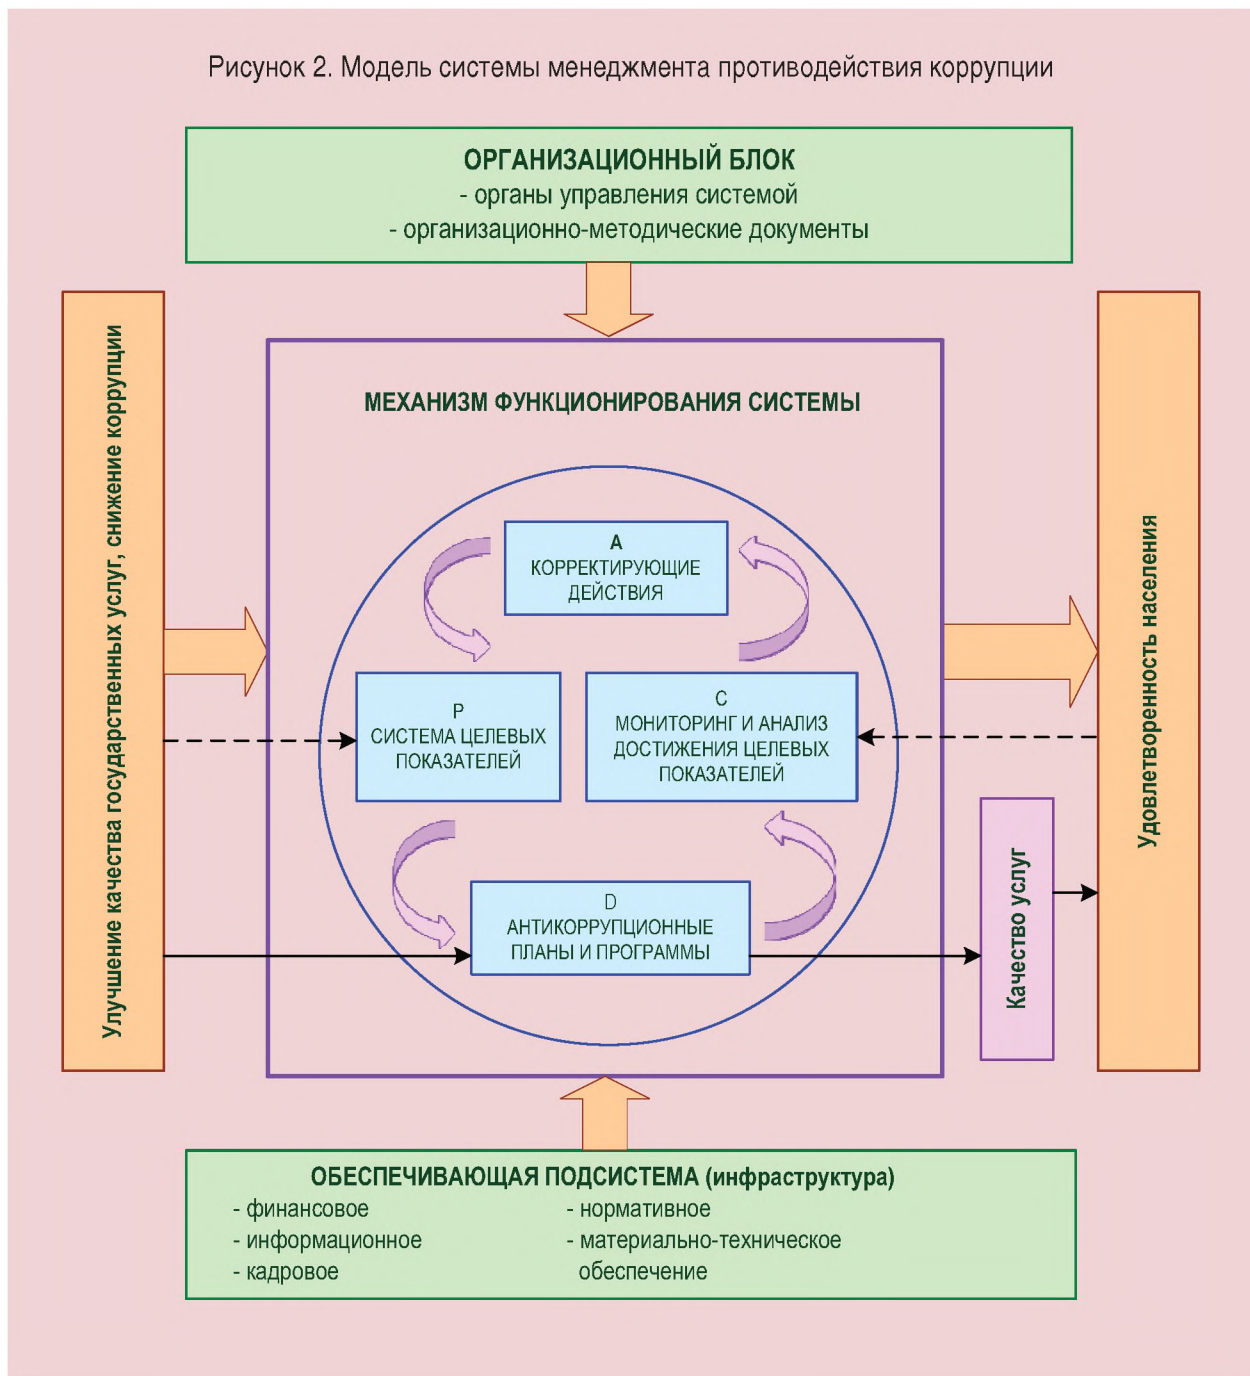 Рисунок 2. Модель системы менеджмента противодействия коррупции
ОРГАНИЗАЦИОННЫЙ БЛОК
- органы управления системой
- организационно-методические документы
Улучшение качества государственных услуг, снижение коррупции
МЕХАНИЗМ ФУНКЦИОНИРОВАНИЯ СИСТЕМЫ
A
КОРРЕКТИРУЮЩИЕ
ДЕЙСТВИЯ
P
СИСТЕМА ЦЕЛЕВЫХ
ПОКАЗАТЕЛЕЙ
C
МОНИТОРИНГ И АНАЛИЗ
ДОСТИЖЕНИЯ ЦЕЛЕВЫХ
ПОКАЗАТЕЛЕЙ
D
АНТИКОРРУПЦИОННЫЕ
ПЛАНЫ И ПРОГРАММЫ
Качество услуг
Удовлетворенность населения
ОБЕСПЕЧИВАЮЩАЯ ПОДСИСТЕМА (инфраструктура)
- финансовое
- информационное
- кадровое
- нормативное
- материально-техническое
обеспечение